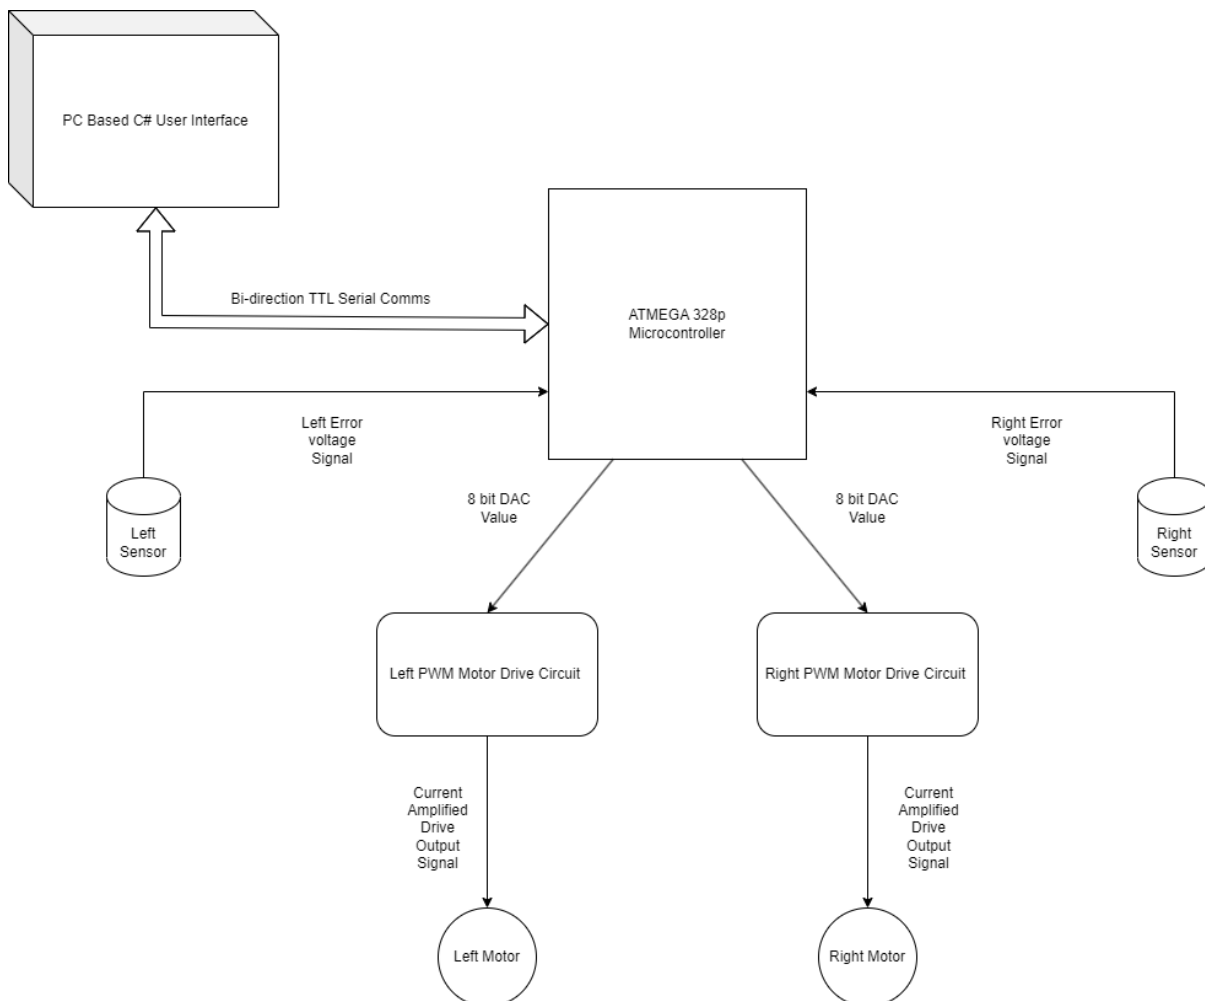 PC Based C# User Interface
Bi-direction TTL Serial Comms
ATMEGA 328p
Microcontroller
Left Error
voltage
Signal
Right Error
voltage
Signal
Left
Sensor
8 bit DAC
Value
8 bit DAC
Value
Right
Sensor
Left PWM Motor Drive Circuit
Right PWM Motor Drive Circuit
Current
Amplified
Drive
Output
Signal
Current
Amplified
Drive
Output
Signal
Left Motor
Right Motor